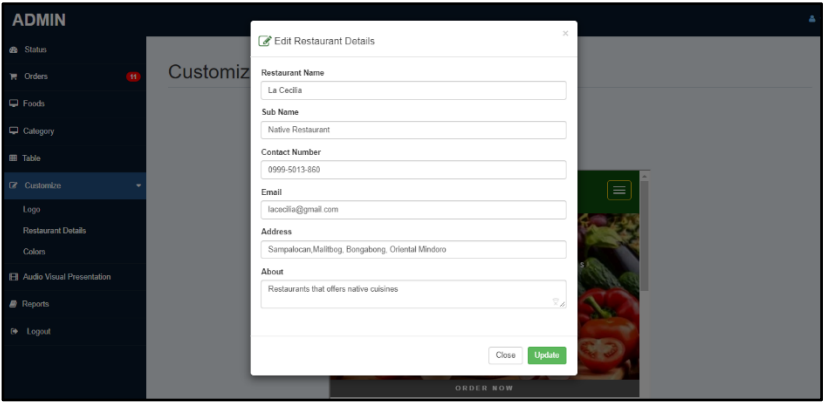 ADMIN
Status
Orders 11
Foods
Category
Table
Customize
Logo
Restaurant Details
Colors
Audio Visual Presentation
Reports
Logout
Customiz
Edit Restaurant Details
×
Restaurant Name
La Cecilia
Sub Name
Native Restaurant
Contact Number
0999-5013-860
Email
lacecilia@gmail.com
Address
Sampalocan,Malitbog, Bongabong, Oriental Mindoro
About
Restaurants that offers native cuisines
Close Update
S
ORDER NOW